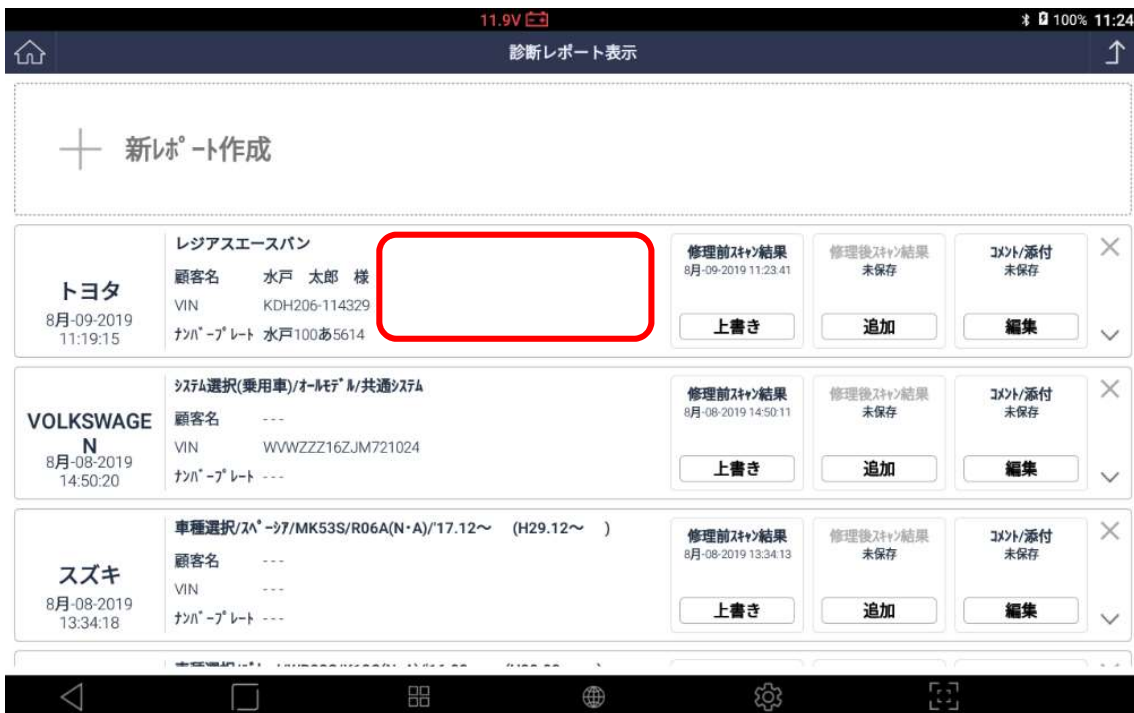 11.9V
100% 11:24
診断レポート表示
新ﾚﾎﾟｰﾄ作成
トヨタ
8月-09-2019
11:19:15
レジアスエースバン
顧客名 水戸 太郎 様
VIN KDH206-114329
ﾅﾝﾊﾞｰﾌﾟﾚｰﾄ 水戸100あ5614
修理前ｽｷｬﾝ結果
8月-09-2019 11:23:41
上書き
修理後ｽｷｬﾝ結果
未保存
追加
ｺﾒﾝﾄ/添付
未保存
編集
VOLKSWAGE
N
8月-08-2019
14:50:20
ｼｽﾃﾑ選択(乗用車)/ｵｰﾙﾓﾃﾞﾙ/共通ｼｽﾃﾑ
顧客名 ---
VIN WVWZZZ16ZJM721024
ﾅﾝﾊﾞｰﾌﾟﾚｰﾄ ---
修理前ｽｷｬﾝ結果
8月-08-2019 14:50:11
上書き
修理後ｽｷｬﾝ結果
未保存
追加
ｺﾒﾝﾄ/添付
未保存
編集
スズキ
8月-08-2019
13:34:18
車種選択/ｽﾍﾟｰｼｱ/MK53S/R06A(N・A)/'17.12～ (H29.12～ )
顧客名 ---
VIN ---
ﾅﾝﾊﾞｰﾌﾟﾚｰﾄ ---
修理前ｽｷｬﾝ結果
8月-08-2019 13:34:13
上書き
修理後ｽｷｬﾝ結果
未保存
追加
ｺﾒﾝﾄ/添付
未保存
編集